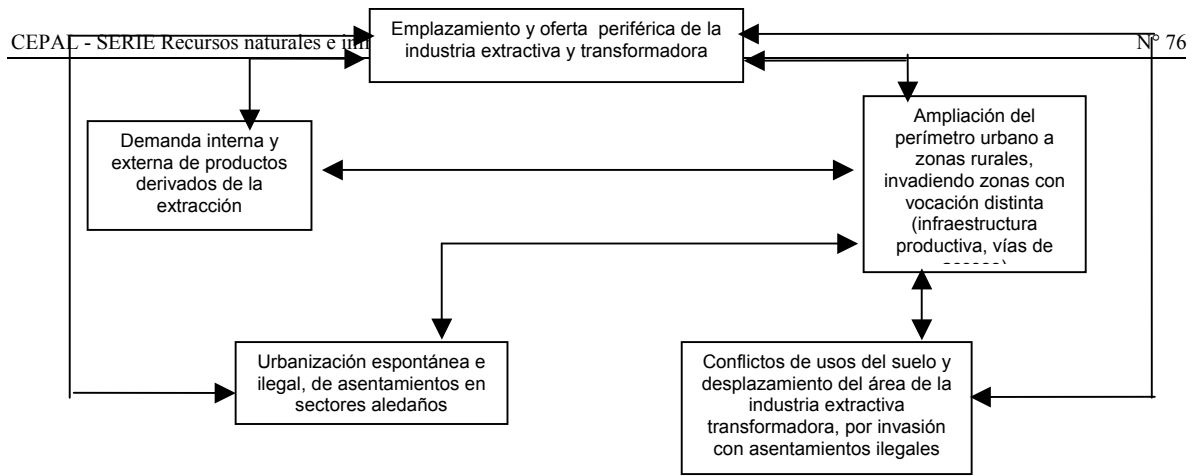 Emplazamiento y oferta periférica de la
industria extractiva y transformadora
CEPAL - SERIE Recursos naturales e
N° 76
Demanda interna y
externa de productos
derivados de la
extracción
Ampliación del
perímetro urbano a
zonas rurales,
invadiendo zonas con
vocación distinta
(infraestructura
productiva, vías de
Urbanización espontánea e
ilegal, de asentamientos en
sectores aledaños
Conflictos de usos del suelo y
desplazamiento del área de la
industria extractiva
transformadora, por invasión
con asentamientos ilegales